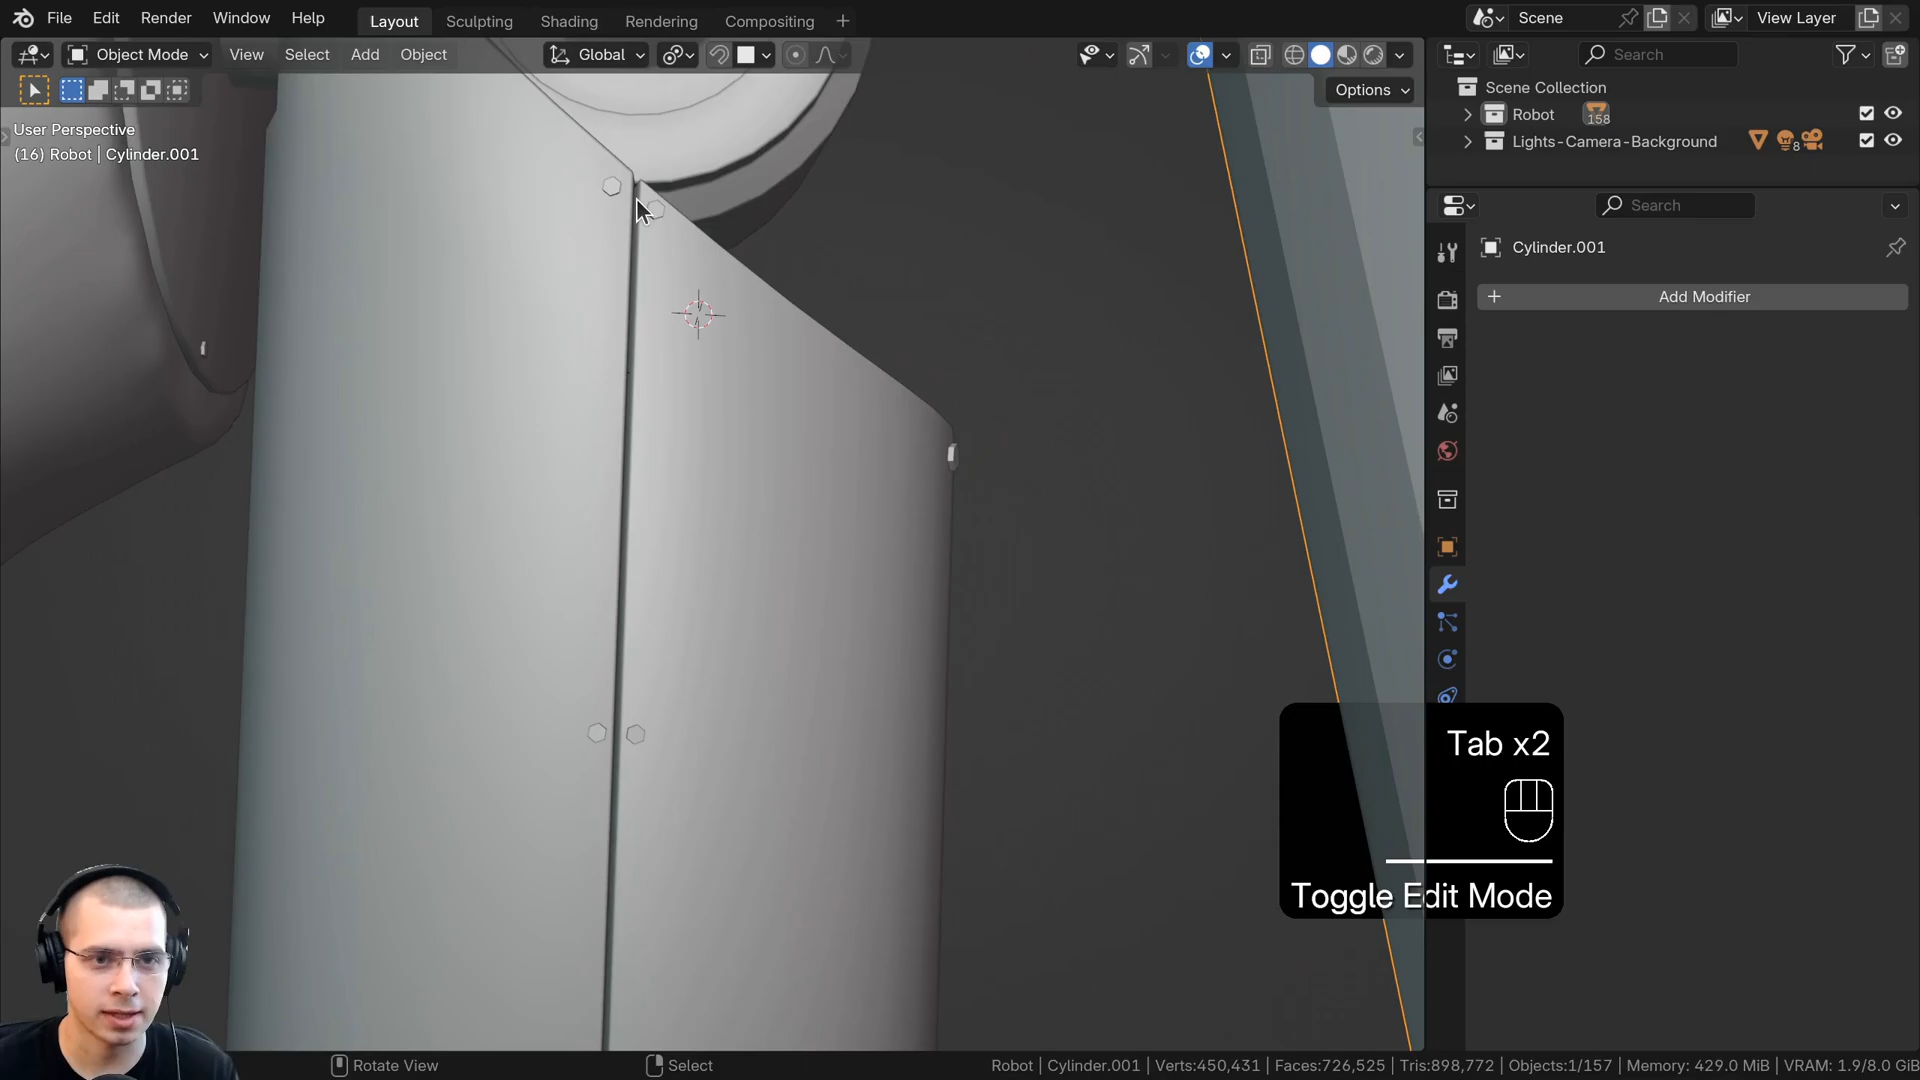 File Edit Render Window Help Layout Sculpting Shading Rendering Compositing Scene View Layer
Object Mode View Select Add Object Global Search
Options
User Perspective
(16) Robot | Cylinder.001
Scene Collection
Robot 158
Lights-Camera-Background 8
Search
Cylinder.001
Add Modifier
Tab x2
Toggle Edit Mode
Rotate View Select Robot | Cylinder.001 | Verts:450,431 | Faces:726,525 | Tris:898,772 | Objects:1/157 | Memory: 429.0 MiB | VRAM: 1.9/8.0 GiB